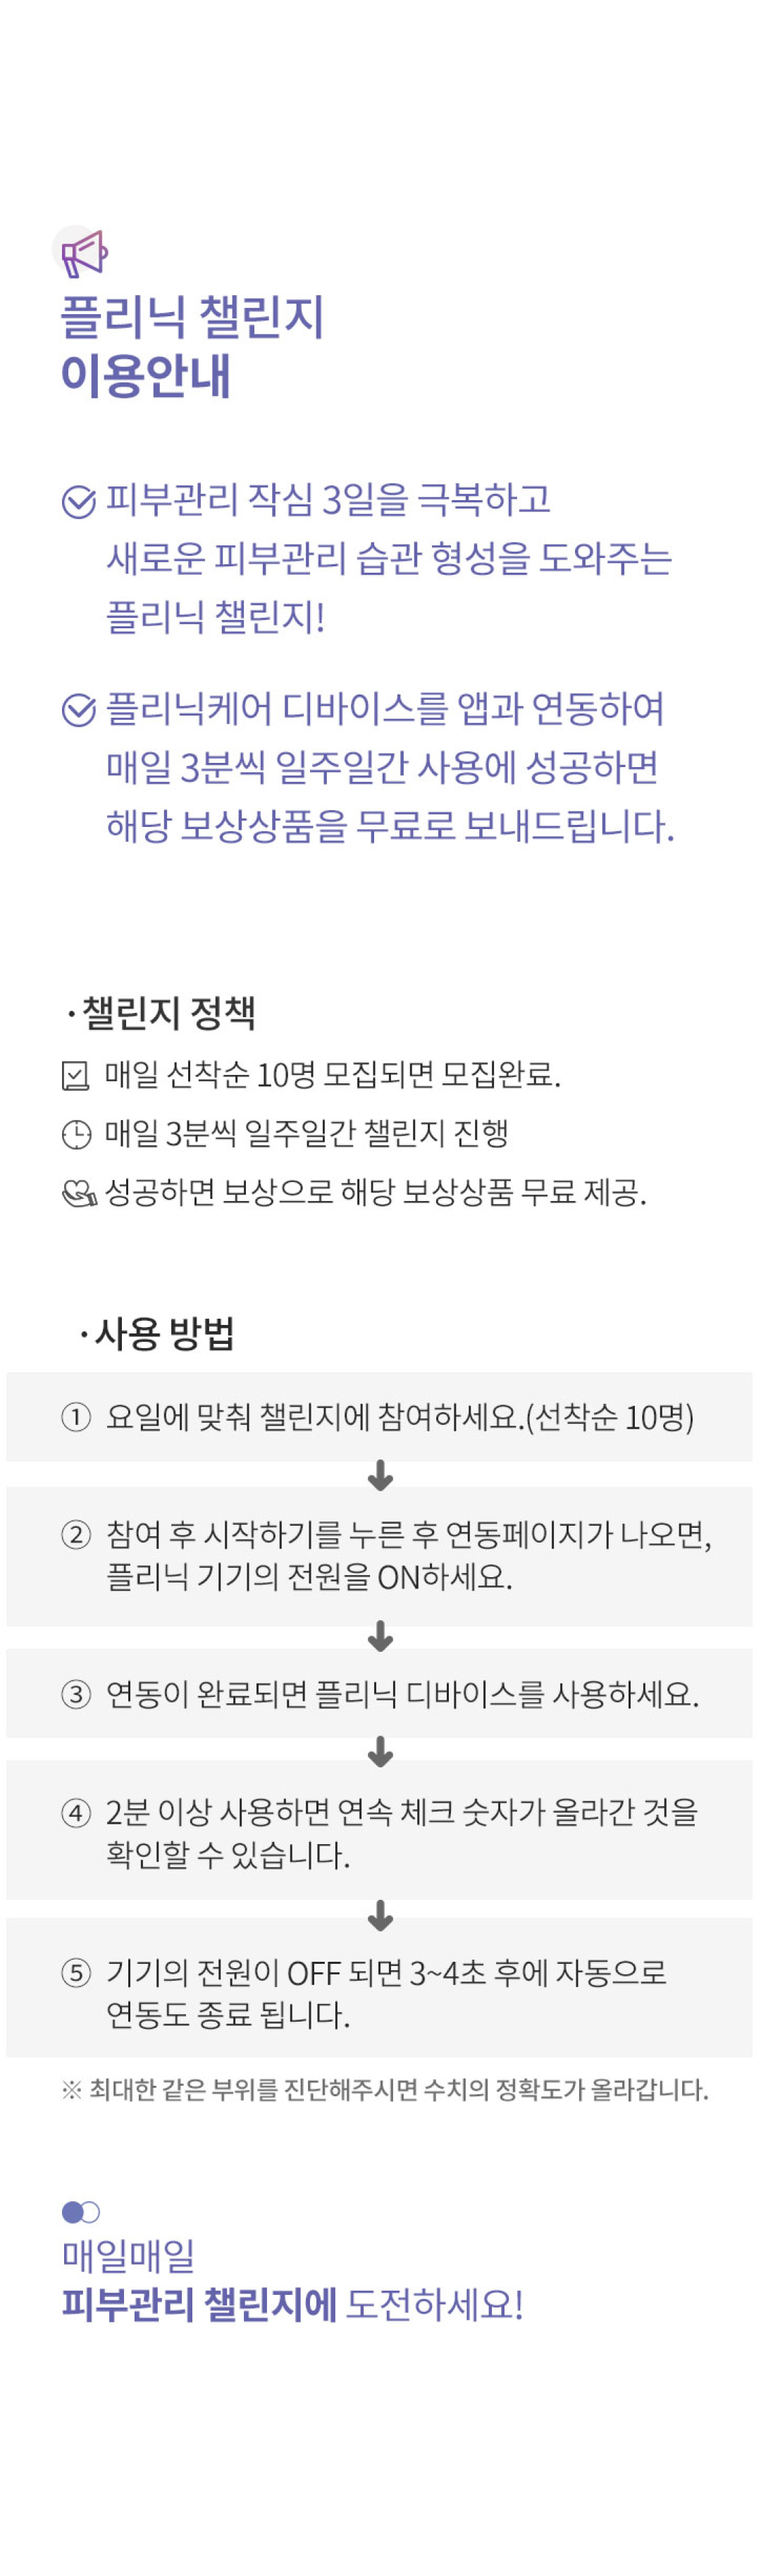 플리닉 챌린지
이용안내
피부관리 작심 3일을 극복하고
새로운 피부관리 습관 형성을 도와주는
플리닉 챌린지!
플리닉케어 디바이스를 앱과 연동하여
매일 3분씩 일주일간 사용에 성공하면
해당 보상상품을 무료로 보내드립니다.
·챌린지 정책
매일 선착순 10명 모집되면 모집완료.
매일 3분씩 일주일간 챌린지 진행
성공하면 보상으로 해당 보상상품 무료 제공.
·사용 방법
① 요일에 맞춰 챌린지에 참여하세요.(선착순 10명)
② 참여 후 시작하기를 누른 후 연동페이지가 나오면,
플리닉 기기의 전원을 ON하세요.
③ 연동이 완료되면 플리닉 디바이스를 사용하세요.
④ 2분 이상 사용하면 연속 체크 숫자가 올라간 것을
확인할 수 있습니다.
⑤ 기기의 전원이 OFF 되면 3~4초 후에 자동으로
연동도 종료 됩니다.
※ 최대한 같은 부위를 진단해주시면 수치의 정확도가 올라갑니다.
매일매일
피부관리 챌린지에 도전하세요!